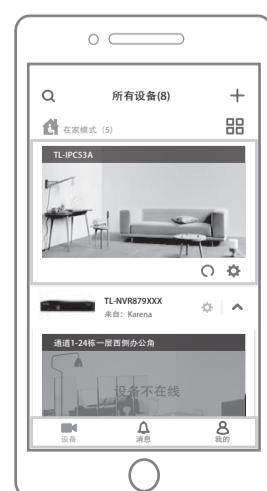 所有设备(8)
在家模式（5）
TL-IPC53A
TL-NVR879XXX
来自：Karena
通道1-24栋一层西侧办公角
设备不在线
设备 消息 我的